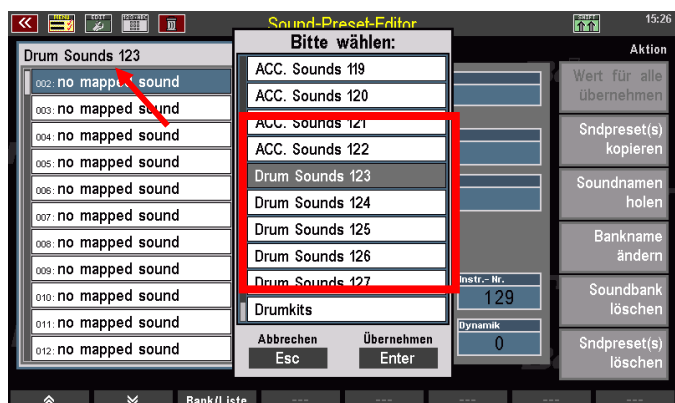 MENU
EDIT
SHIFT
Sound-Preset-Editor
15:26
Drum Sounds 123
002: no mapped sound
003: no mapped sound
004: no mapped sound
005: no mapped sound
006: no mapped sound
007: no mapped sound
008: no mapped sound
009: no mapped sound
010: no mapped sound
011: no mapped sound
012: no mapped sound
Bitte wählen:
ACC. Sounds 119
ACC. Sounds 120
ACC. Sounds 121
ACC. Sounds 122
Drum Sounds 123
Drum Sounds 124
Drum Sounds 125
Drum Sounds 126
Drum Sounds 127
Drumkits
Abbrechen
Esc
Übernehmen
Enter
Instr.- Nr.
129
Dynamik
0
Aktion
Wert für alle
übernehmen
Sndpreset(s)
kopieren
Soundnamen
holen
Bankname
ändern
Soundbank
löschen
Sndpreset(s)
löschen
Bank/Liste
--- --- --- --- ---